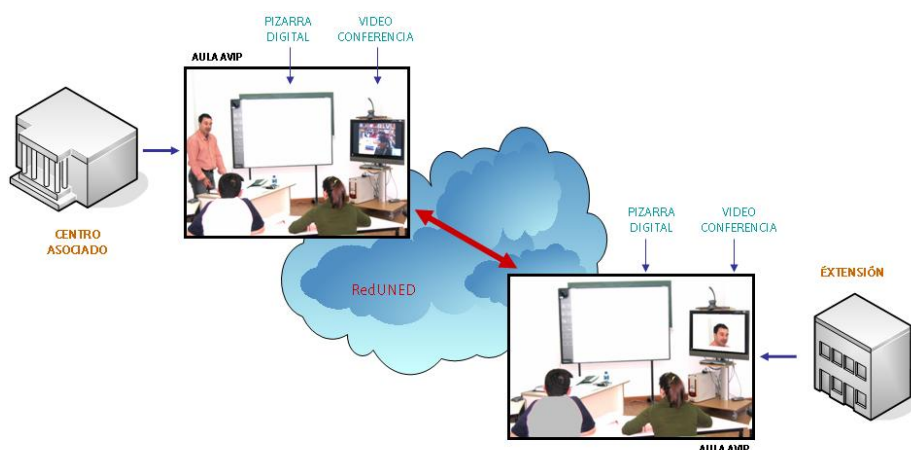 PIZARRA
DIGITAL
VIDEO
CONFERENCIA
AULA AVIP
CENTRO
ASOCIADO
RedUNED
PIZARRA
DIGITAL
VIDEO
CONFERENCIA
EXTENSIÓN
AULA AVIP